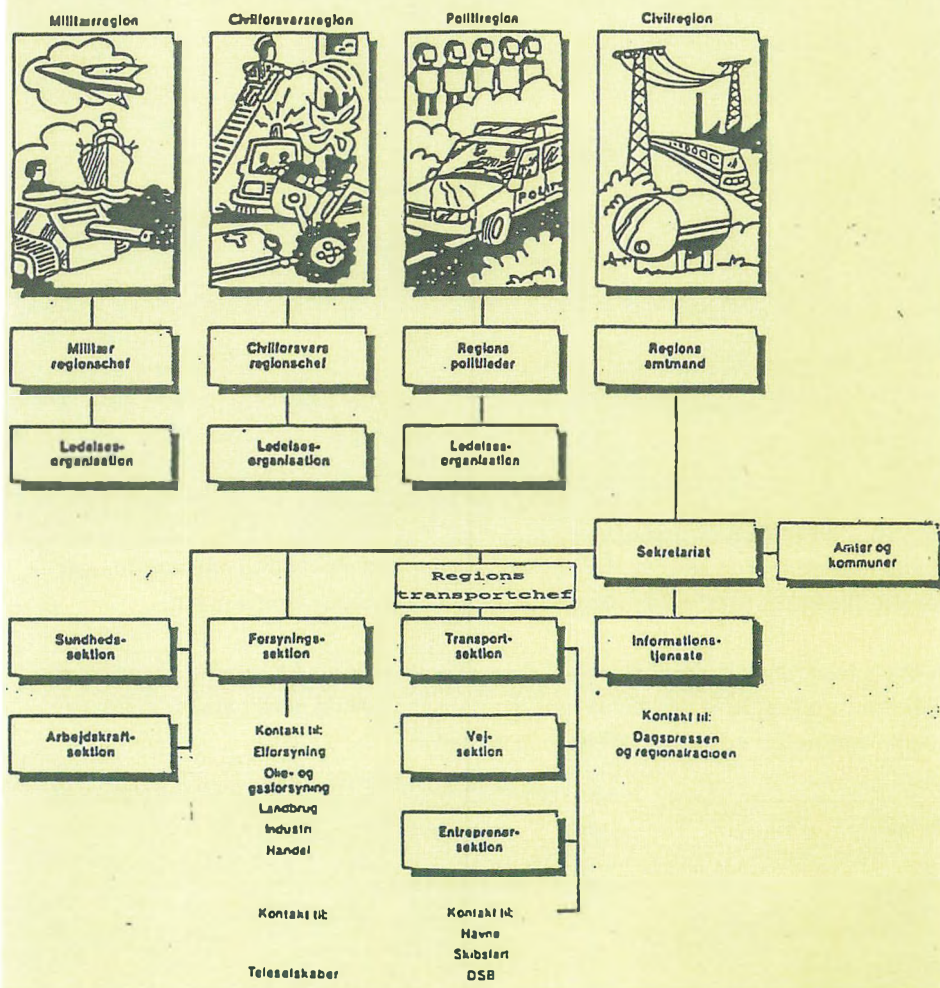 Militærregion
Civilforsvarsregion
Politiregion
Civilregion
POLITI
Militær
regionschef
Civilforsvars
regionschef
Regions
politileder
Regions
amtmand
Ledelses-
organisation
Ledelses-
organisation
Ledelses-
organisation
Sekretariat
Amter og
kommuner
Regions
transportchef
Sundheds-
sektion
Forsynings-
sektion
Transport-
sektion
Informations-
tjeneste
Arbejdskraft-
sektion
Kontakt til:
Elforsyning
Olie- og
gasforsyning
Landbrug
Industri
Handel
Vej-
sektion
Kontakt til:
Dagspressen
og regionalradioen
Entreprenør-
sektion
Kontakt til:
Teleselskaber
Kontakt til:
Havne
Skibsfart
DSB